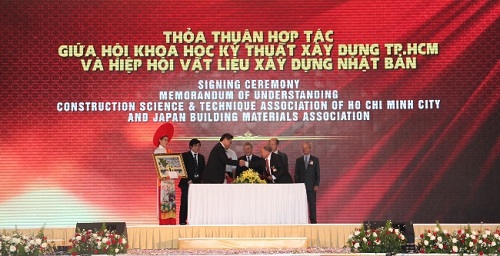 THỎA THUẬN HỢP TÁC
GIỮA HỘI KHOA HỌC KỸ THUẬT XÂY DỰNG TP.HCM
VÀ HIỆP HỘI VẬT LIỆU XÂY DỰNG NHẬT BẢN
SIGNING CEREMONY
MEMORANDUM OF UNDERSTANDING
CONSTRUCTION SCIENCE & TECHNIQUE ASSOCIATION OF HO CHI MINH CITY
AND JAPAN BUILDING MATERIALS ASSOCIATION